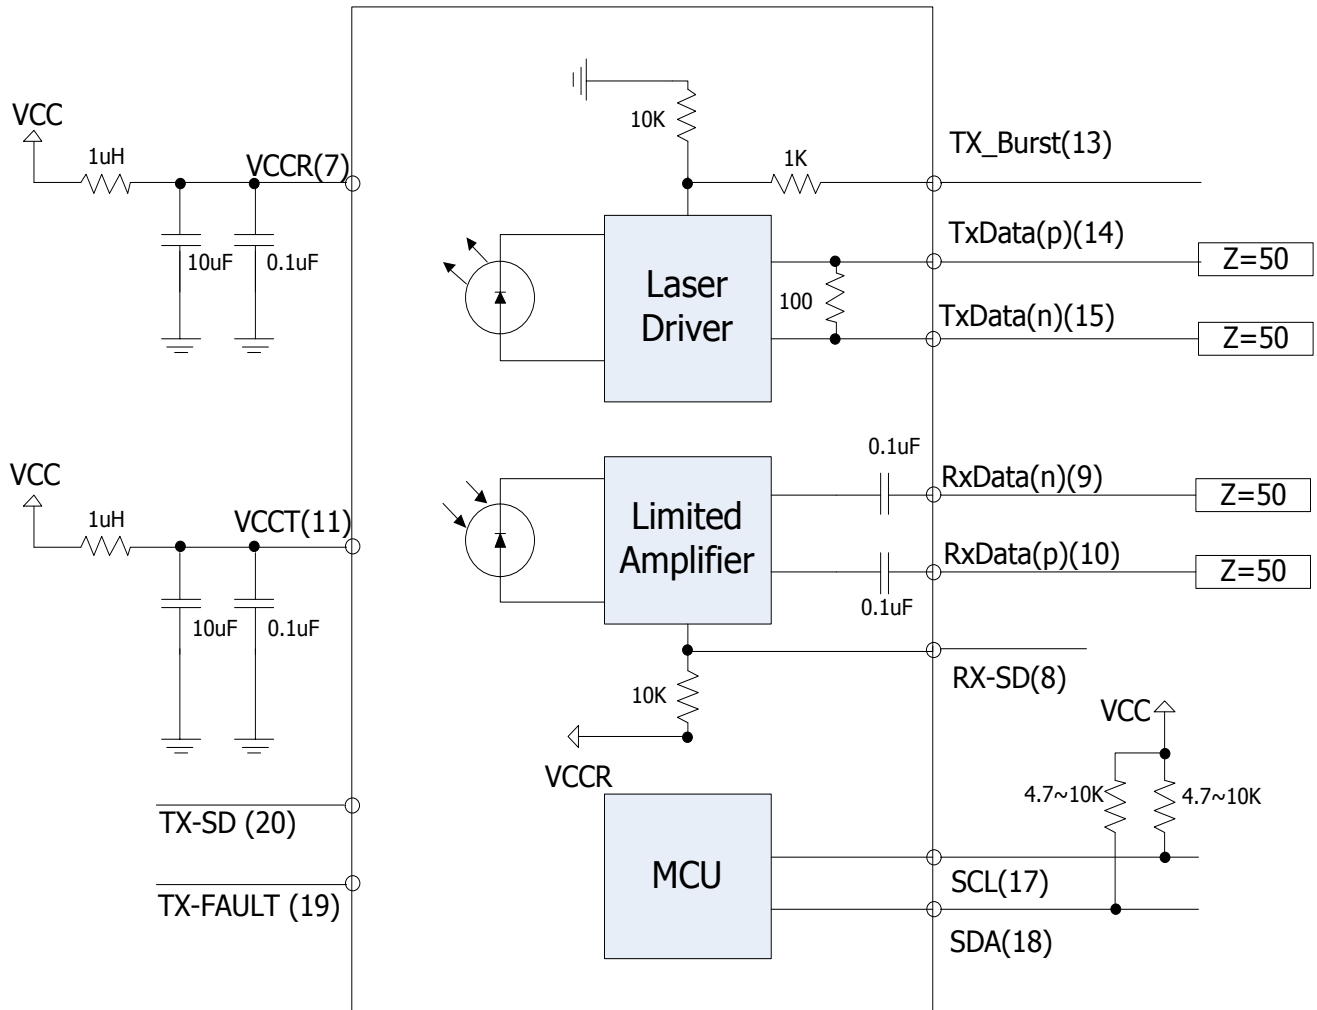 VCC
1uH
VCCR(7)
10uF
0.1uF
10K
1K
TX_Burst(13)
TxData(p)(14)
Z=50
Laser
Driver
100
TxData(n)(15)
Z=50
VCC
1uH
VCCT(11)
10uF
0.1uF
Limited
Amplifier
0.1uF
RxData(n)(9)
Z=50
RxData(p)(10)
0.1uF
Z=50
10K
RX-SD(8)
VCCR
VCC
4.7~10K
4.7~10K
TX-SD (20)
TX-FAULT (19)
MCU
SCL(17)
SDA(18)